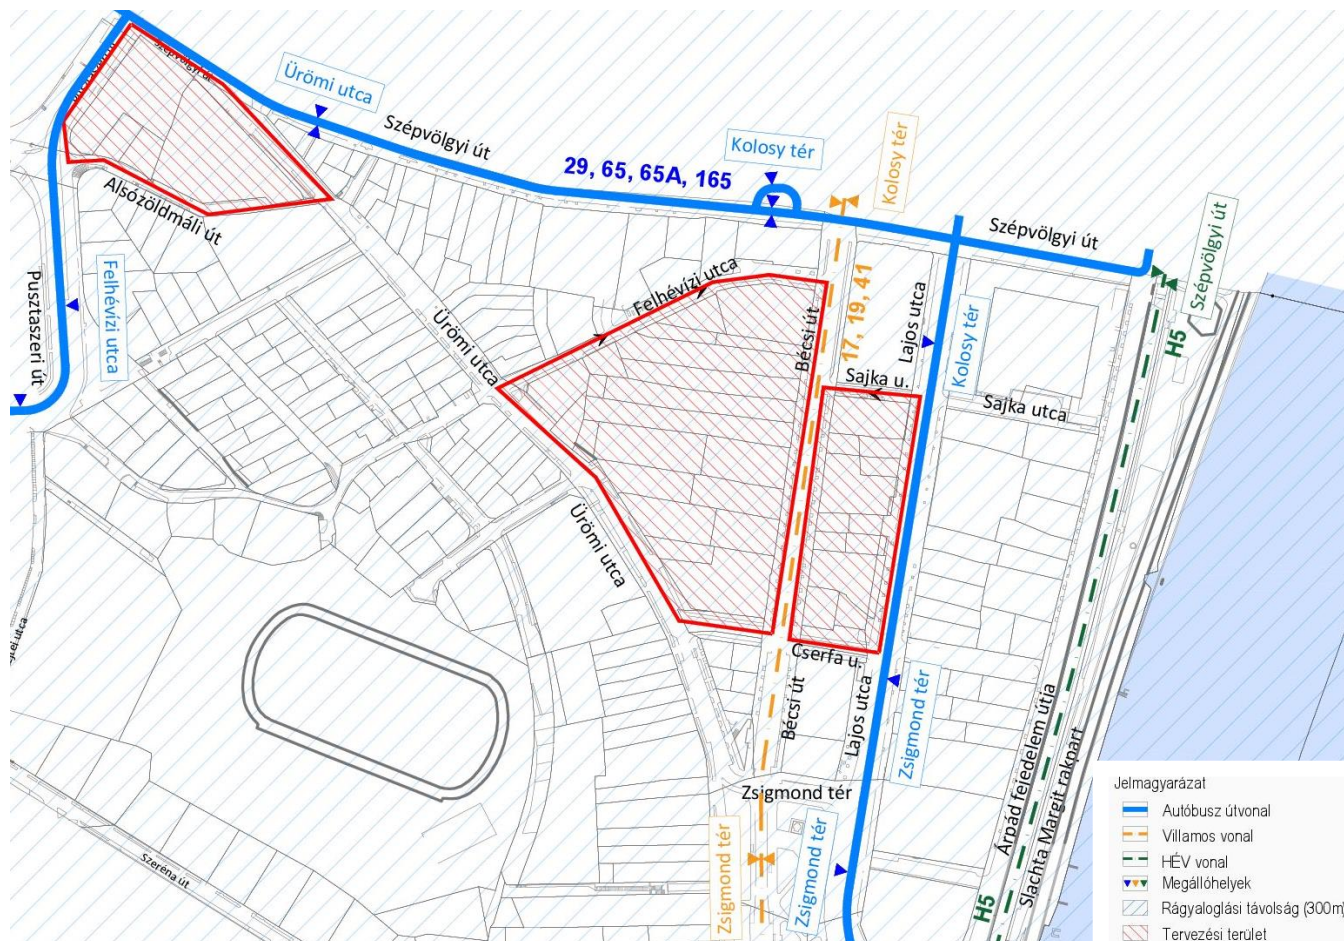 Szépvölgyi út
Ürömi utca
Szépvölgyi út
Kolosy tér
Kolosy tér
29, 65, 65A, 165
Szépvölgyi út
Szépvölgyi út
Alsózöldmáli út
Felhévízi utca
Pusztaszeri út
Felhévízi utca
Ürömi utca
Bécsi út
17, 19, 41
Lajos utca
Kolosy tér
H5
Sajka u.
Sajka utca
Ürömi utca
Cserfa u.
Bécsi út
Lajos utca
Zsigmond tér
Zsigmond tér
Zsigmond tér
Zsigmond tér
Árpád fejedelem útja
Slachta Margit rakpart
H5
Szeréna út
Jelmagyarázat
Autóbusz útvonal
Villamos vonal
HÉV vonal
Megállóhelyek
Rágyaloglási távolság (300m)
Tervezési terület